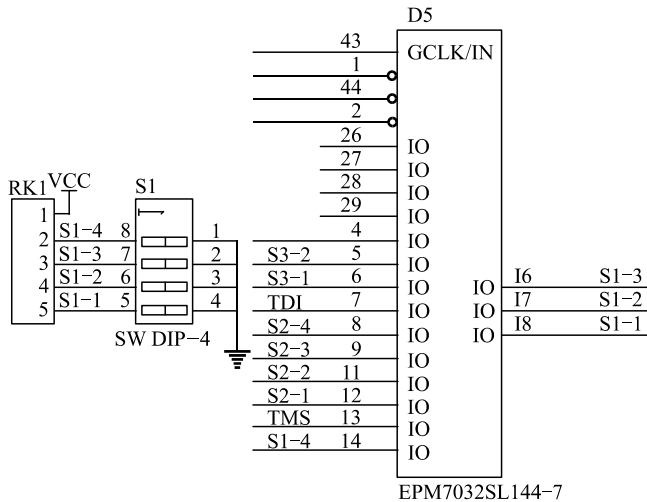 D5
43 GCLK/IN
1
44
2
26 IO
27 IO
28 IO
29 IO
4 IO
S3-2 5 IO
S3-1 6 IO
TDI 7 IO
S2-4 8 IO
S2-3 9 IO
S2-2 11 IO
S2-1 12 IO
TMS 13 IO
S1-4 14 IO
IO I6 S1-3
IO I7 S1-2
IO I8 S1-1
EPM7032SL144-7
RK1 VCC S1
1
2 S1-4 8 1
3 S1-3 7 2
4 S1-2 6 3
5 S1-1 5 4
SW DIP-4